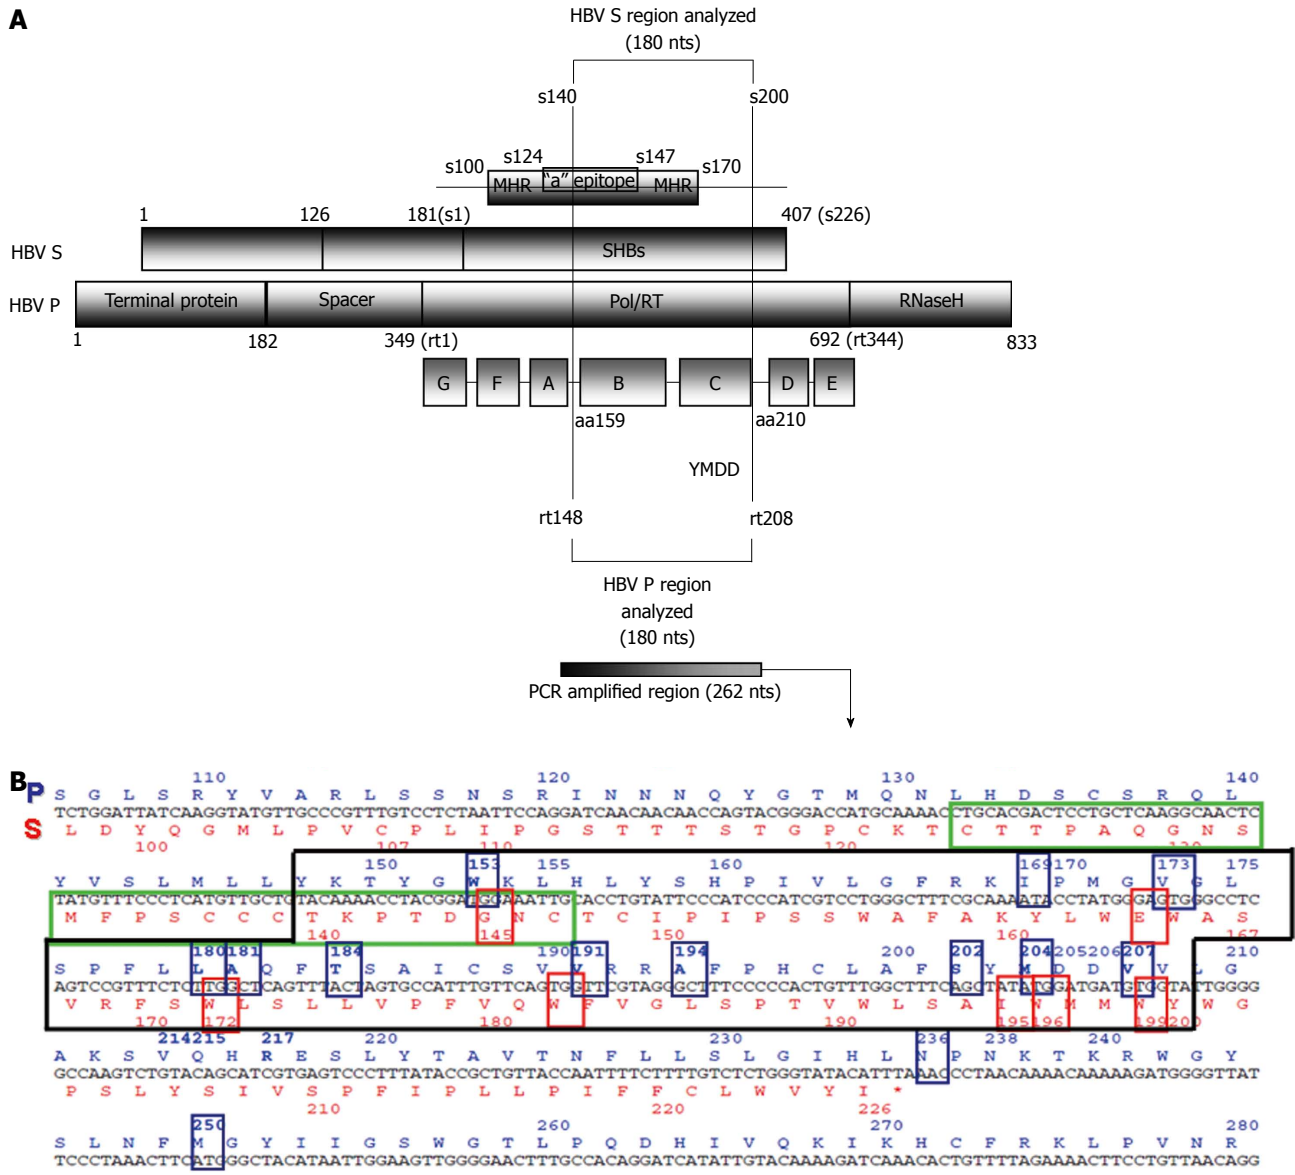 A
HBV S region analyzed
(180 nts)
s140 s200
s100 s124 s147 s170
MHR "a" epitope MHR
1 126 181(s1) 407 (s226)
HBV S SHBs
HBV P Terminal protein Spacer Pol/RT RNaseH
1 182 349 (rt1) 692 (rt344) 833
G F A B C D E
aa159 aa210
YMDD
rt148 rt208
HBV P region
analyzed
(180 nts)
PCR amplified region (262 nts)
B
110 120 130 140
P S G L S R Y V A R L S S N S R I N N N Q Y G T M Q N L H D S C S R Q L
TCTGGATTATCAAGGTATGTTGCCCGTTTGTCCTCTAATTCCAGGATCAACAACAACCAGTACGGGACCATGCAAAACCTGCACGACTCCTGCTCAAGGCAACTC
S L D Y Q G M L P V C P L I P G S T T T S T G P C K T C T T P A Q G N S
100 107 110 120 130
150 153 155 160 169 170 173 175
Y V S L M L L Y K T Y G W K L H L Y S H P I V L G F R K I P M G V G L
TATGTTTCCCTCATGTTGCTGTACAAAACCTACGGATGGAAATTGCACCTGTATTCCCATCCCATCGTCCTGGGCTTTCGCAAAATACCTATGGGAGTGGGCCTC
M F P S C C C T K P T D G N C T C I P I P S S W A F A K Y L W E W A S
140 145 150 160 167
180 181 184 190 191 194 200 202 204 205 206 207 210
S P F L L A Q F T S A I C S V V R R A F P H C L A F S Y M D D V V L G
AGTCCGTTTCTCTTGGCTCAGTTTACTAGTGCCATTTGTTCAGTGGTTCGTAGGGCTTTCCCCCACTGTTTGGCTTTCAGCTATATGGATGATGTGGTATTGGGG
V R F S W L S L L V P F V Q W F V G L S P T V W L S A I W M M W Y W G
170 172 180 190 195 196 199 200
214 215 217 220 230 236 238 240
A K S V Q H R E S L Y T A V T N F L L S L G I H L N P N K T K R W G Y
GCCAAGTCTGTACAGCATCGTGAGTCCCTTTATACCGCTGTTACCAATTTTCTTTTGTCTCTGGGTATACATTTAAACCCTAACAAAACAAAAAGATGGGGTTAT
P S L Y S I V S P F I P L L P I F F C L W V Y I *
210 220 226
250 260 270 280
S L N F M G Y I I G S W G T L P Q D H I V Q K I K H C F R K L P V N R
TCCCTAAACTTCATGGGCTACATAATTGGAAGTTGGGGAACTTTGCCACAGGATCATATTGTACAAAAGATCAAACACTGTTTTAGAAAACTTCCTGTTAACAGG